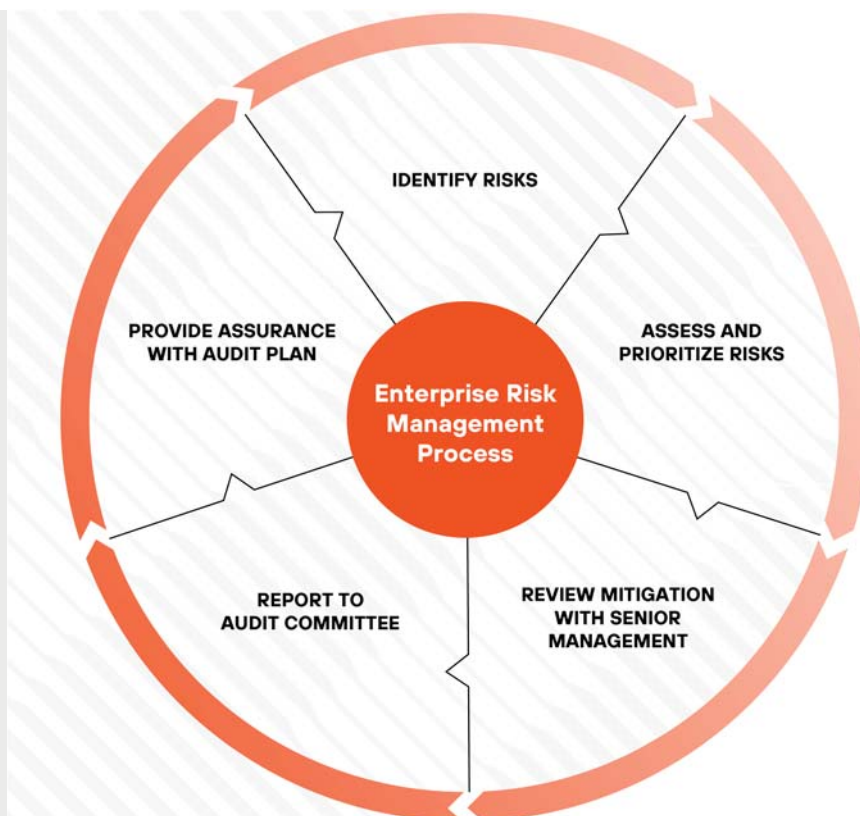 IDENTIFY RISKS
ASSESS AND
PRIORITIZE RISKS
REVIEW MITIGATION
WITH SENIOR
MANAGEMENT
REPORT TO
AUDIT COMMITTEE
PROVIDE ASSURANCE
WITH AUDIT PLAN
Enterprise Risk
Management
Process